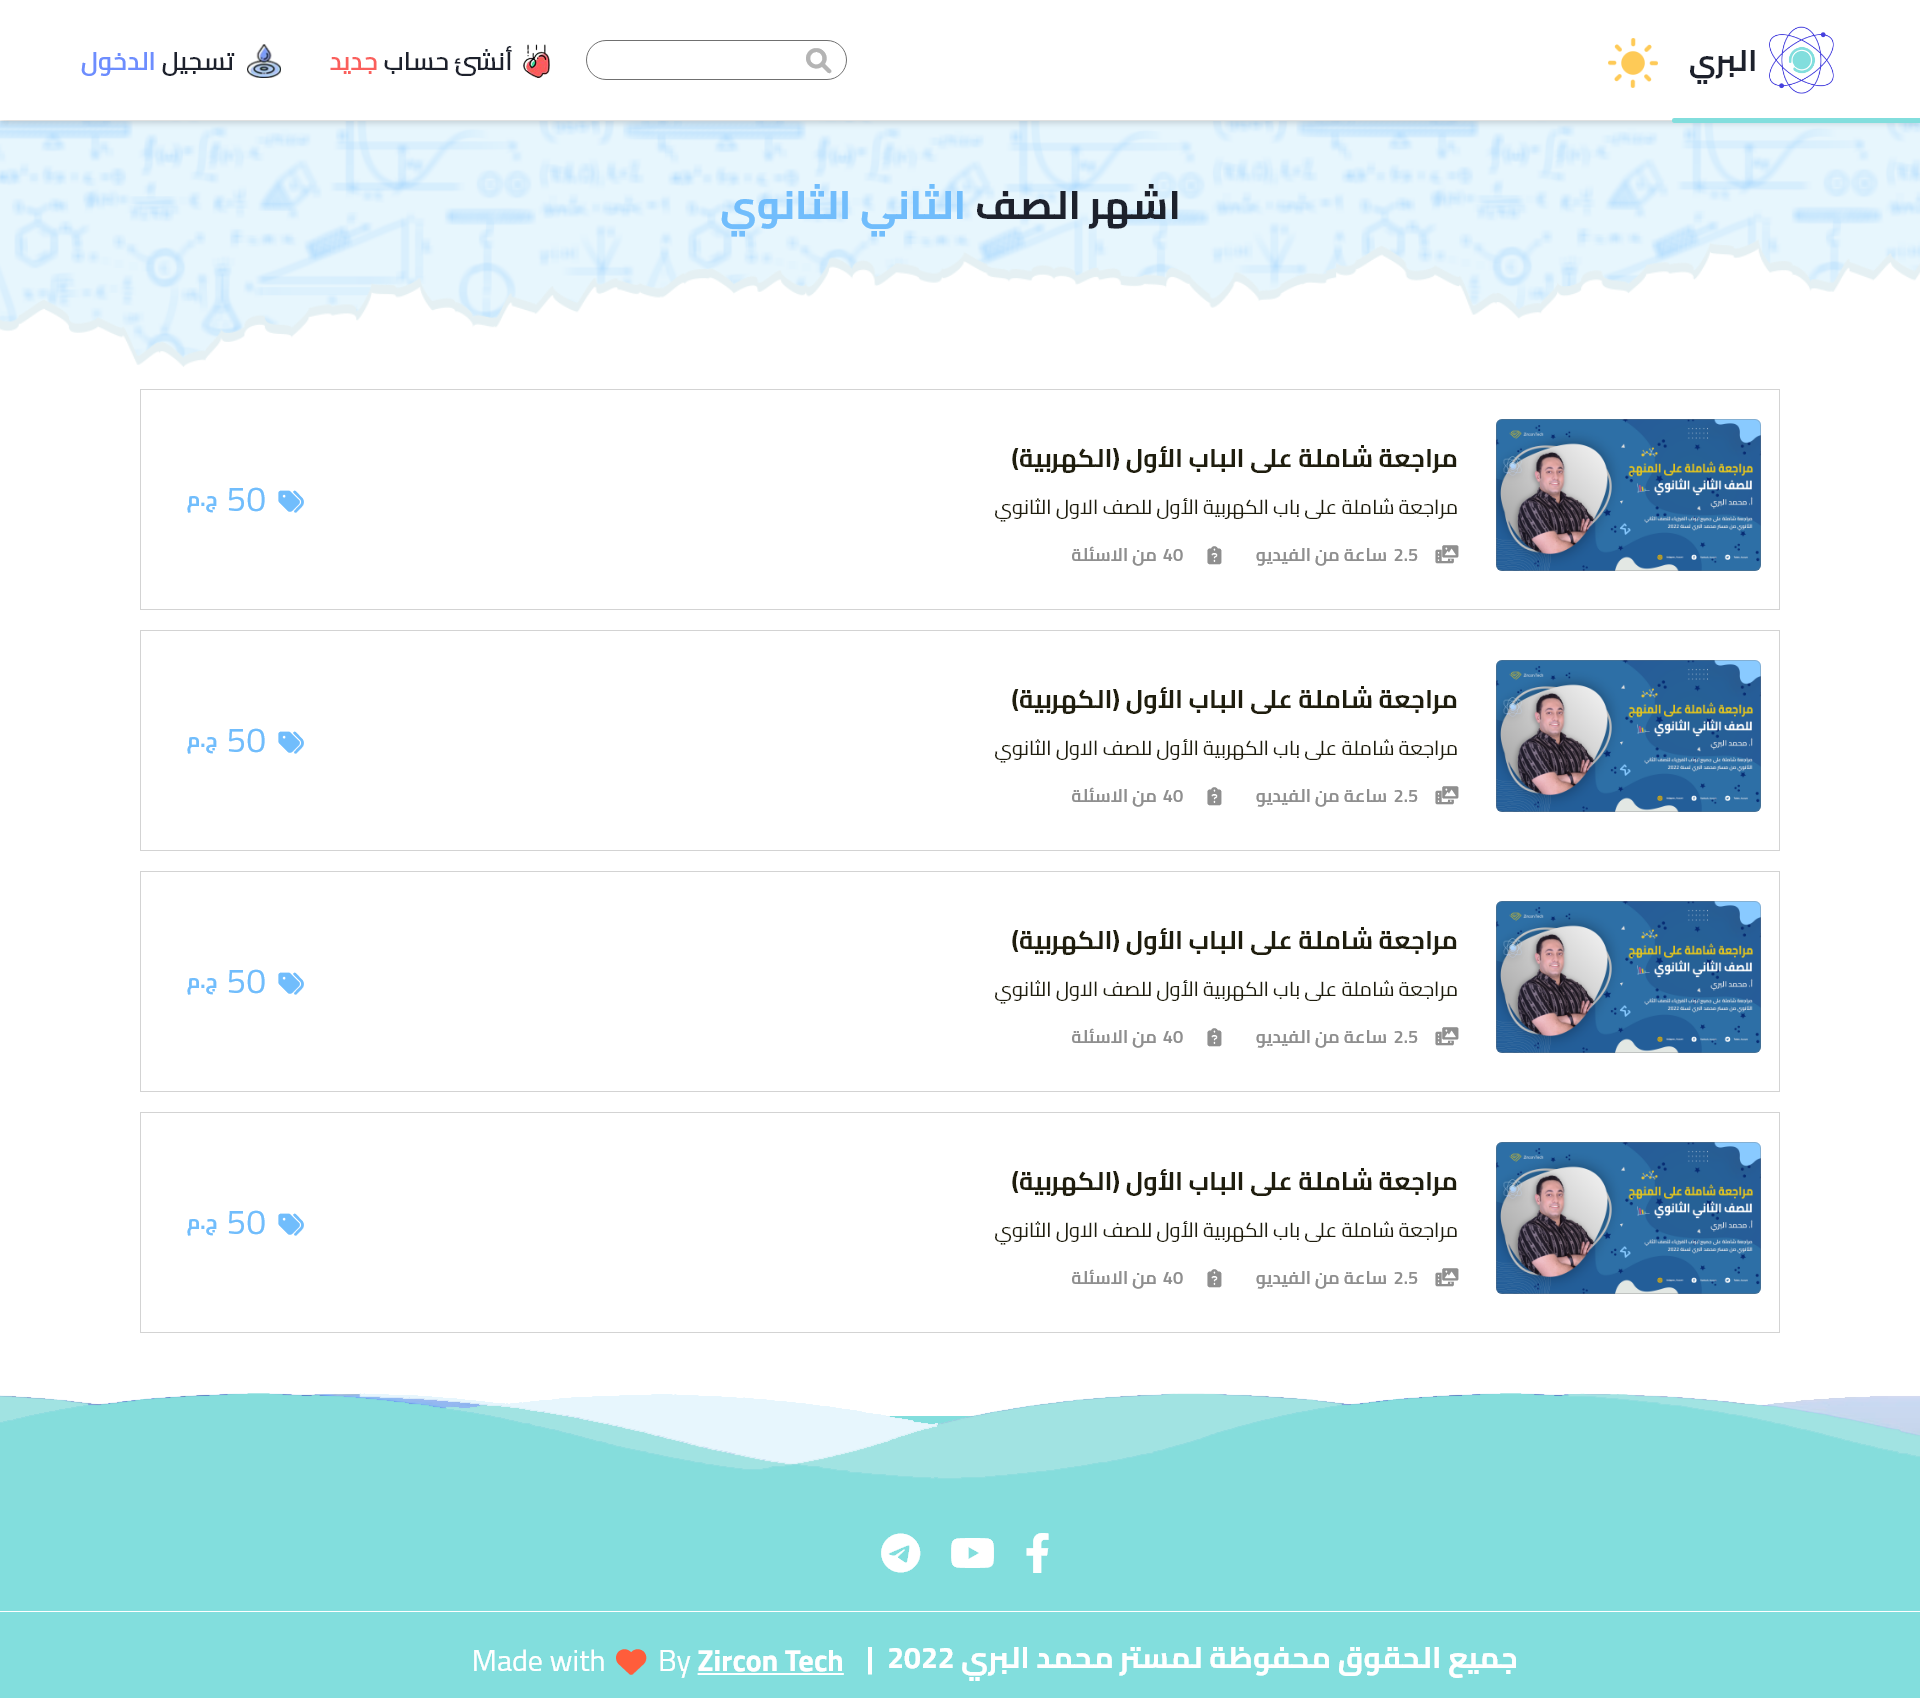 البري
أنشئ حساب جديد
تسجيل الدخول
اشهر الصف الثاني الثانوي
مراجعة شاملة على المنهج
للصف الثاني الثانوي
أ. محمد البري
مراجعة شاملة على الباب الأول (الكهربية)
مراجعة شاملة على باب الكهربية الأول للصف الاول الثانوي
2.5 ساعة من الفيديو
40 من الاسئلة
50 ج.م
مراجعة شاملة على المنهج
للصف الثاني الثانوي
أ. محمد البري
مراجعة شاملة على الباب الأول (الكهربية)
مراجعة شاملة على باب الكهربية الأول للصف الاول الثانوي
2.5 ساعة من الفيديو
40 من الاسئلة
50 ج.م
مراجعة شاملة على المنهج
للصف الثاني الثانوي
أ. محمد البري
مراجعة شاملة على الباب الأول (الكهربية)
مراجعة شاملة على باب الكهربية الأول للصف الاول الثانوي
2.5 ساعة من الفيديو
40 من الاسئلة
50 ج.م
مراجعة شاملة على المنهج
للصف الثاني الثانوي
أ. محمد البري
مراجعة شاملة على الباب الأول (الكهربية)
مراجعة شاملة على باب الكهربية الأول للصف الاول الثانوي
2.5 ساعة من الفيديو
40 من الاسئلة
50 ج.م
جميع الحقوق محفوظة لمستر محمد البري 2022 | Made with By Zircon Tech